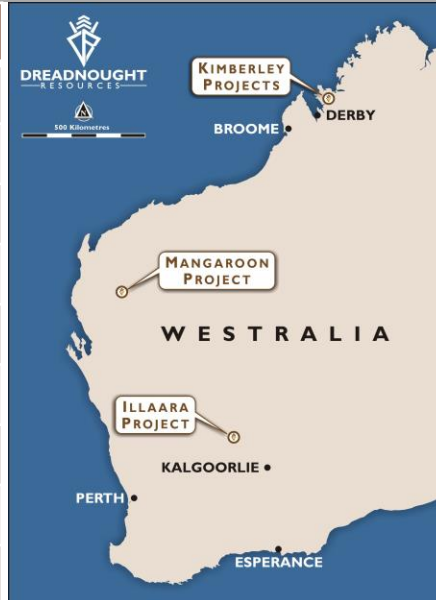 DREADNOUGHT
RESOURCES
500 Kilometres
KIMBERLEY
PROJECTS
DERBY
BROOME
MANGAROON
PROJECT
WESTRALIA
ILLAARA
PROJECT
KALGOORLIE
PERTH
ESPERANCE